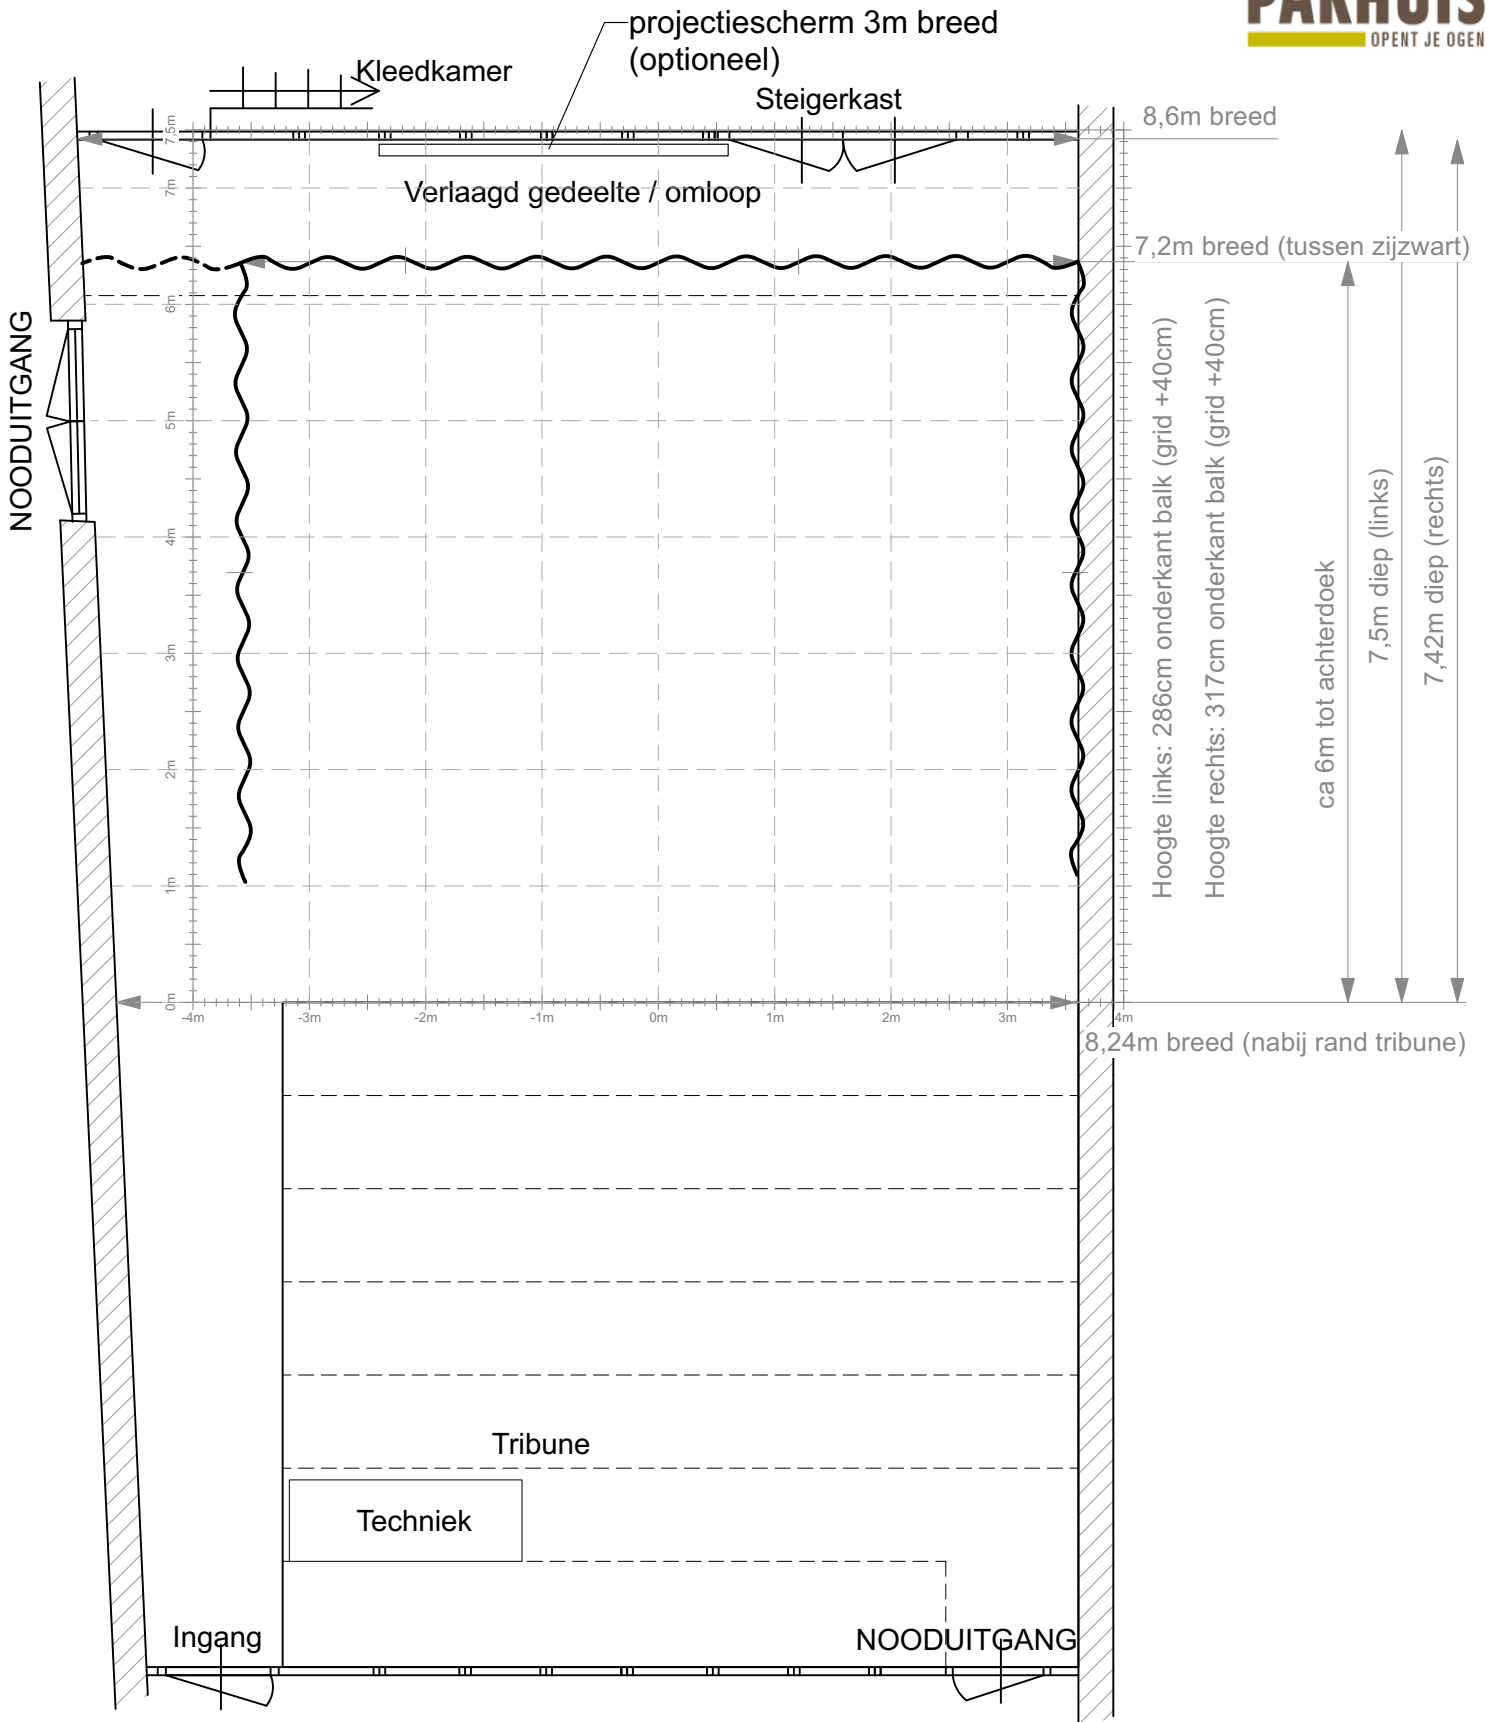 PARHUIS
OPENT JE OGEN
projectiescherm 3m breed
(optioneel)
Kleedkamer
Steigerkast
8,6m breed
Verlaagd gedeelte / omloop
7,2m breed (tussen zijzwart)
NOODUITGANG
Hoogte links: 286cm onderkant balk (grid +40cm)
Hoogte rechts: 317cm onderkant balk (grid +40cm)
ca 6m tot achterdoek
7,5m diep (links)
7,42m diep (rechts)
7,5m
7m
6m
5m
4m
3m
2m
1m
0m
-4m -3m -2m -1m 0m 1m 2m 3m 4m
8,24m breed (nabij rand tribune)
Tribune
Techniek
Ingang
NOODUITGANG